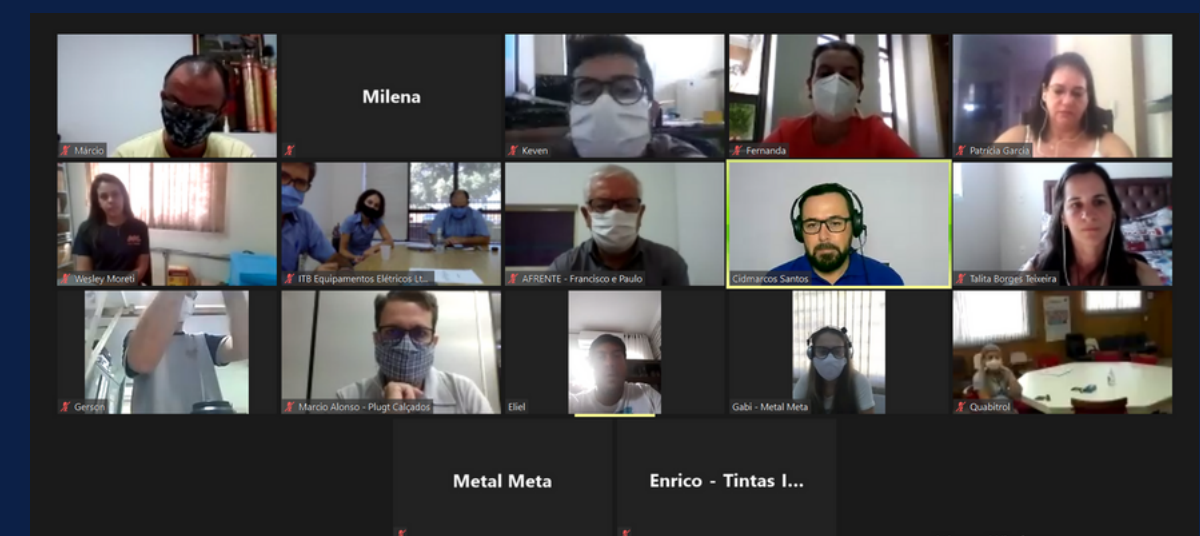 Márcio
Milena
Keven
Fernanda
Patrícia Garcia
Wesley Moreti
ITB Equipamentos Elétricos Lt...
AFRENTE - Francisco e Paulo
Cidmarcos Santos
Talita Borges Teixeira
Gerson
Marcio Alonso - Plugt Calçados
Eliel
Gabi - Metal Meta
Quabitrol
Metal Meta
Enrico - Tintas I...